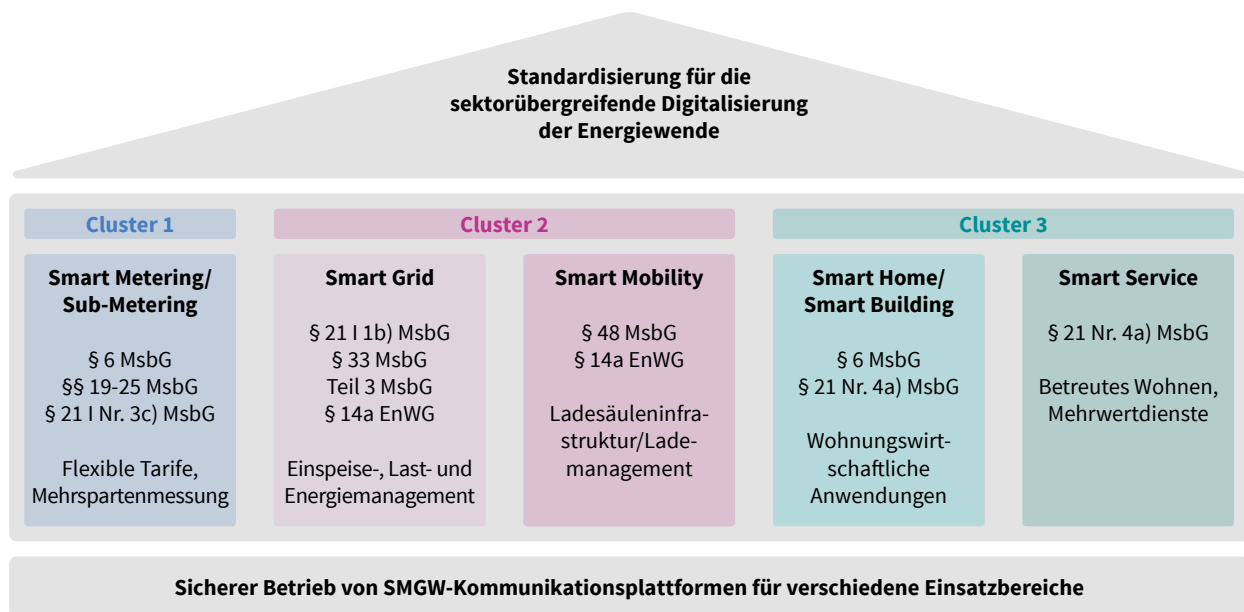 Standardisierung für die
sektorübergreifende Digitalisierung
der Energiewende
Cluster 1
Smart Metering/
Sub-Metering
§ 6 MsbG
§§ 19-25 MsbG
§ 21 I Nr. 3c) MsbG
Flexible Tarife,
Mehrspartenmessung
Cluster 2
Smart Grid
§ 21 I 1b) MsbG
§ 33 MsbG
Teil 3 MsbG
§ 14a EnWG
Einspeise-, Last- und
Energiemanagement
Smart Mobility
§ 48 MsbG
§ 14a EnWG
Ladesäuleninfra-
struktur/Lade-
management
Cluster 3
Smart Home/
Smart Building
§ 6 MsbG
§ 21 Nr. 4a) MsbG
Wohnungswirt-
schaftliche
Anwendungen
Smart Service
§ 21 Nr. 4a) MsbG
Betreutes Wohnen,
Mehrwertdienste
Sicherer Betrieb von SMGW-Kommunikationsplattformen für verschiedene Einsatzbereiche